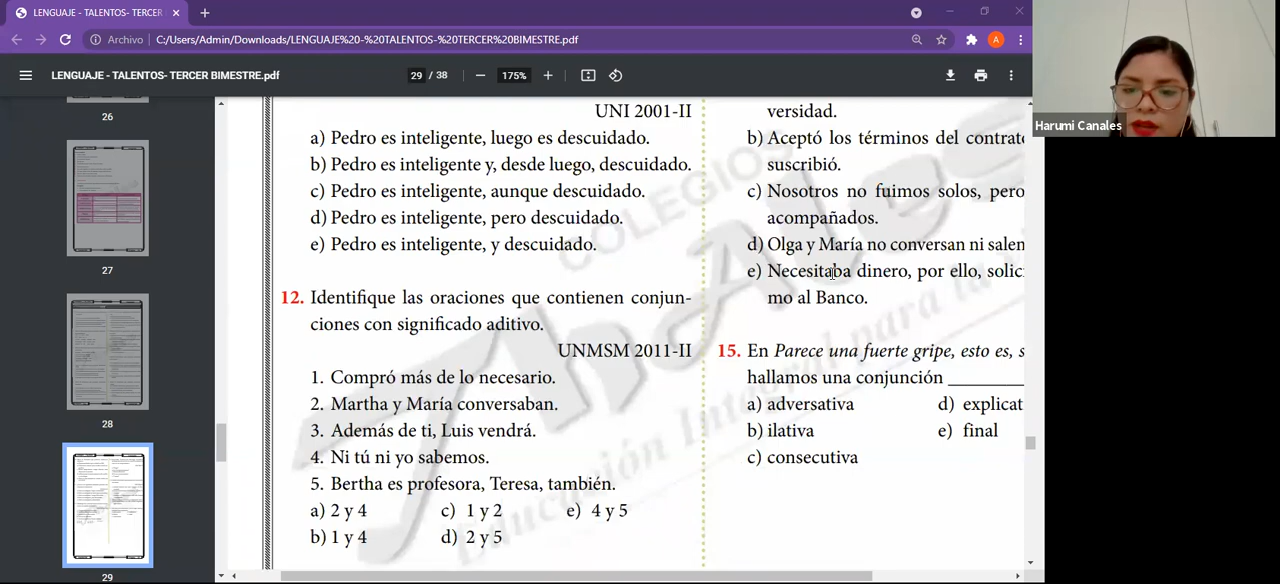 LENGUAJE - TALENTOS- TERCER
Archivo
C:/Users/Admin/Downloads/LENGUAJE%20-%20TALENTOS-%20TERCER%20BIMESTRE.pdf
A
LENGUAJE - TALENTOS- TERCER BIMESTRE.pdf
29 / 38
175%
26
27
28
29
UNI 2001-II
a) Pedro es inteligente, luego es descuidado.
b) Pedro es inteligente y, desde luego, descuidado.
c) Pedro es inteligente, aunque descuidado.
d) Pedro es inteligente, pero descuidado.
e) Pedro es inteligente, y descuidado.
12. Identifique las oraciones que contienen conjun-
ciones con significado aditivo.
UNMSM 2011-II
1. Compró más de lo necesario.
2. Martha y María conversaban.
3. Además de ti, Luis vendrá.
4. Ni tú ni yo sabemos.
5. Bertha es profesora, Teresa, también.
a) 2 y 4 c) 1 y 2 e) 4 y 5
b) 1 y 4 d) 2 y 5
versidad.
b) Aceptó los términos del contrat
suscribió.
c) Nosotros no fuimos solos, pero
acompañados.
d) Olga y María no conversan ni salen
e) Necesitaba dinero, por ello, solic
mo al Banco.
15. En Parece una fuerte gripe, esto es, s
hallamos una conjunción ________
a) adversativa d) explicat
b) ilativa e) final
c) consecutiva
COLEGIOS
Thales
Harumi Canales